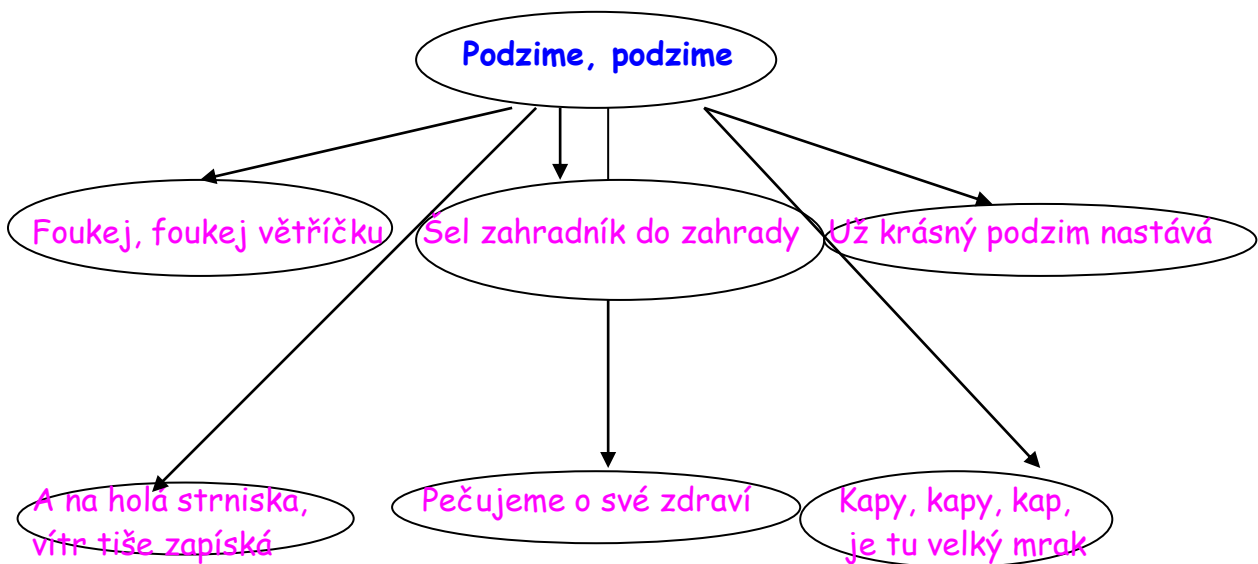 Podzime, podzime
Foukej, foukej větříčku
Šel zahradník do zahrady
Už krásný podzim nastává
A na holá strniska,
vítr tiše zapíská
Pečujeme o své zdraví
Kapy, kapy, kap,
je tu velký mrak